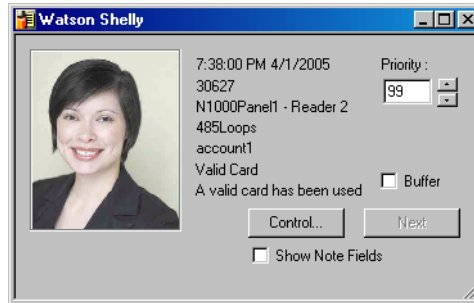 Watson Shelly
7:38:00 PM 4/1/2005
Priority :
30627
99
N1000Panel1 - Reader 2
485Loops
account1
Valid Card
A valid card has been used
Buffer
Control...
Next
Show Note Fields